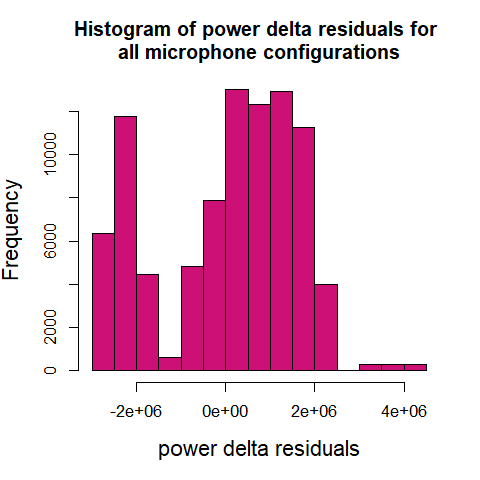 Histogram of power delta residuals for
all microphone configurations
Frequency
10000
6000
2000
0
-2e+06 0e+00 2e+06 4e+06
power delta residuals